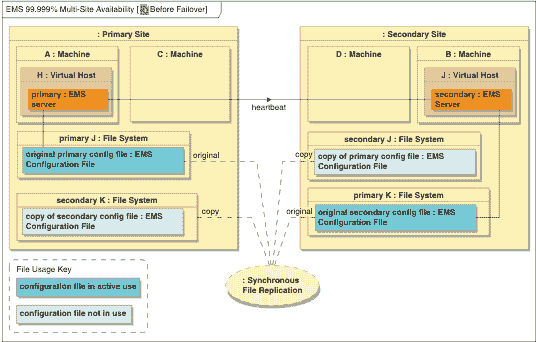 EMS 99.999% Multi-Site Availability [ Before Failover]
: Primary Site
: Secondary Site
A : Machine
C : Machine
D : Machine
B : Machine
H : Virtual Host
J : Virtual Host
primary : EMS
server
secondary : EMS
Server
heartbeat
primary J : File System
original primary config file : EMS
Configuration File
original
secondary J : File System
copy
copy of primary config file : EMS
Configuration File
secondary K : File System
copy of secondary config file : EMS
Configuration File
copy
primary K : File System
original
original secondary config file : EMS
Configuration File
: Synchronous
File Replication
File Usage Key
configuration file in active use
configuration file not in use